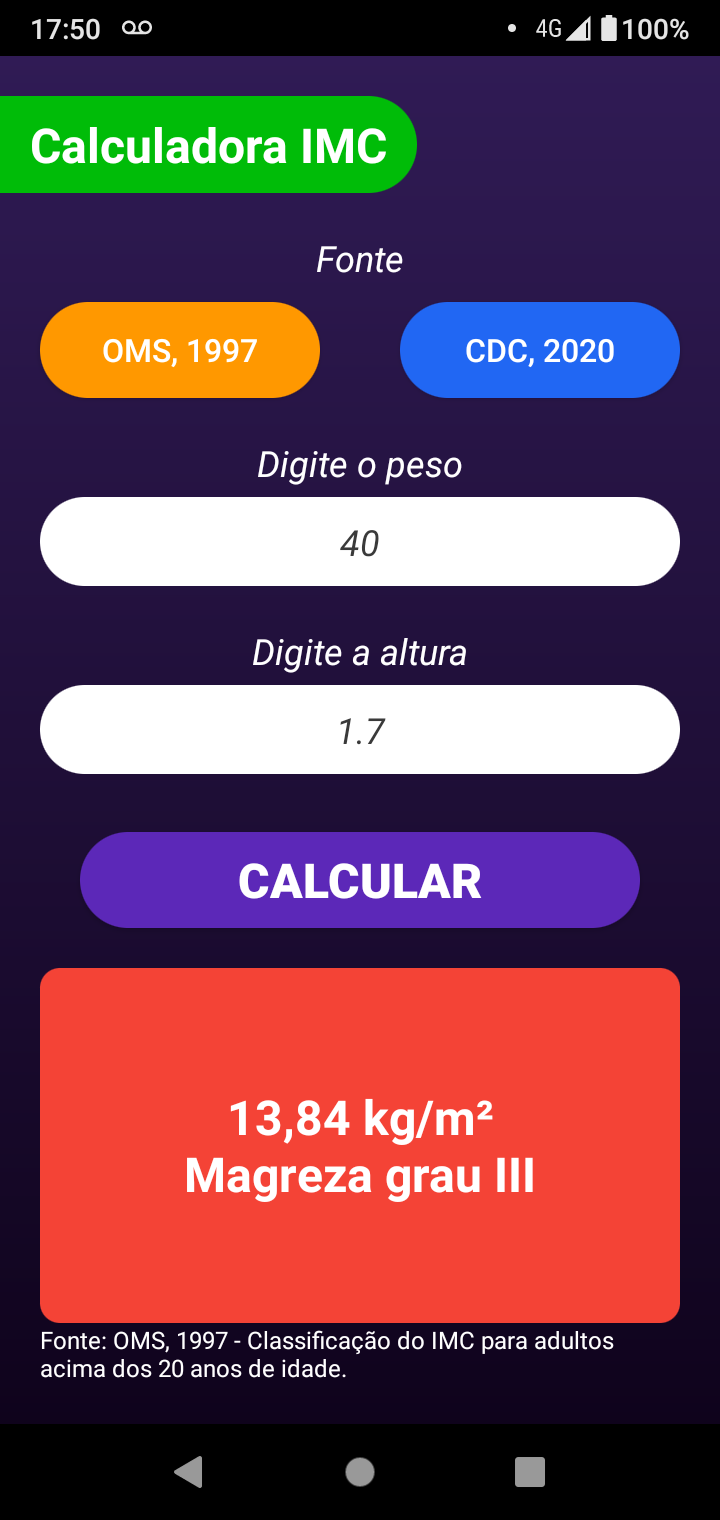 17:50
4G 100%
Calculadora IMC
Fonte
OMS, 1997 CDC, 2020
Digite o peso
40
Digite a altura
1.7
CALCULAR
13,84 kg/m²
Magreza grau III
Fonte: OMS, 1997 - Classificação do IMC para adultos
acima dos 20 anos de idade.